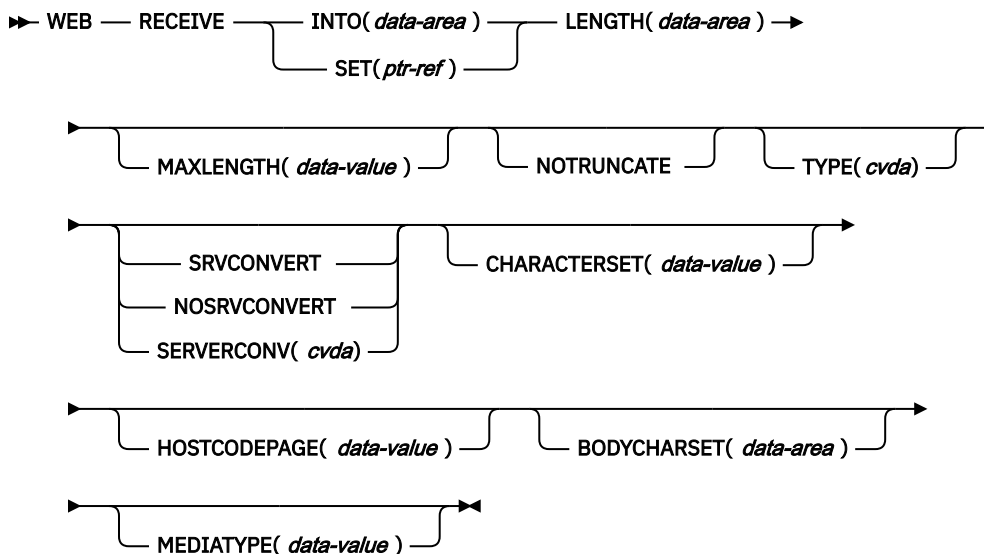 WEB RECEIVE INTO( data-area ) LENGTH( data-area )
SET( ptr-ref )
MAXLENGTH( data-value ) NOTRUNCATE TYPE( cvda)
SRVCONVERT CHARACTERSET( data-value )
NOSRVCONVERT
SERVERCONV( cvda)
HOSTCODEPAGE( data-value ) BODYCHARSET( data-area )
MEDIATYPE( data-value )